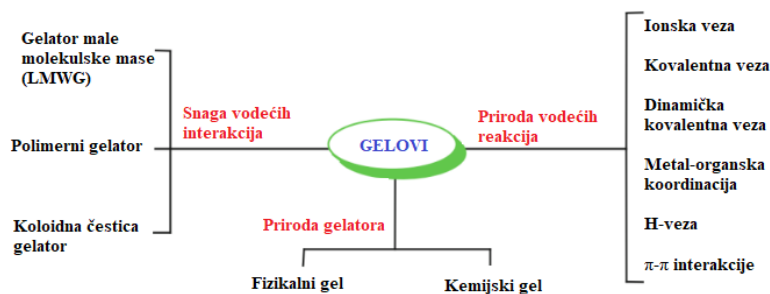 Gelator male
molekulske mase
(LMWG)
Polimerni gelator
Koloidna čestica
gelator
Snaga vodećih
interakcija
GELOVI
Priroda vodećih
reakcija
Priroda gelatora
Fizikalni gel
Kemijski gel
Ionska veza
Kovalentna veza
Dinamička
kovalentna veza
Metal-organska
koordinacija
H-veza
π-π interakcije